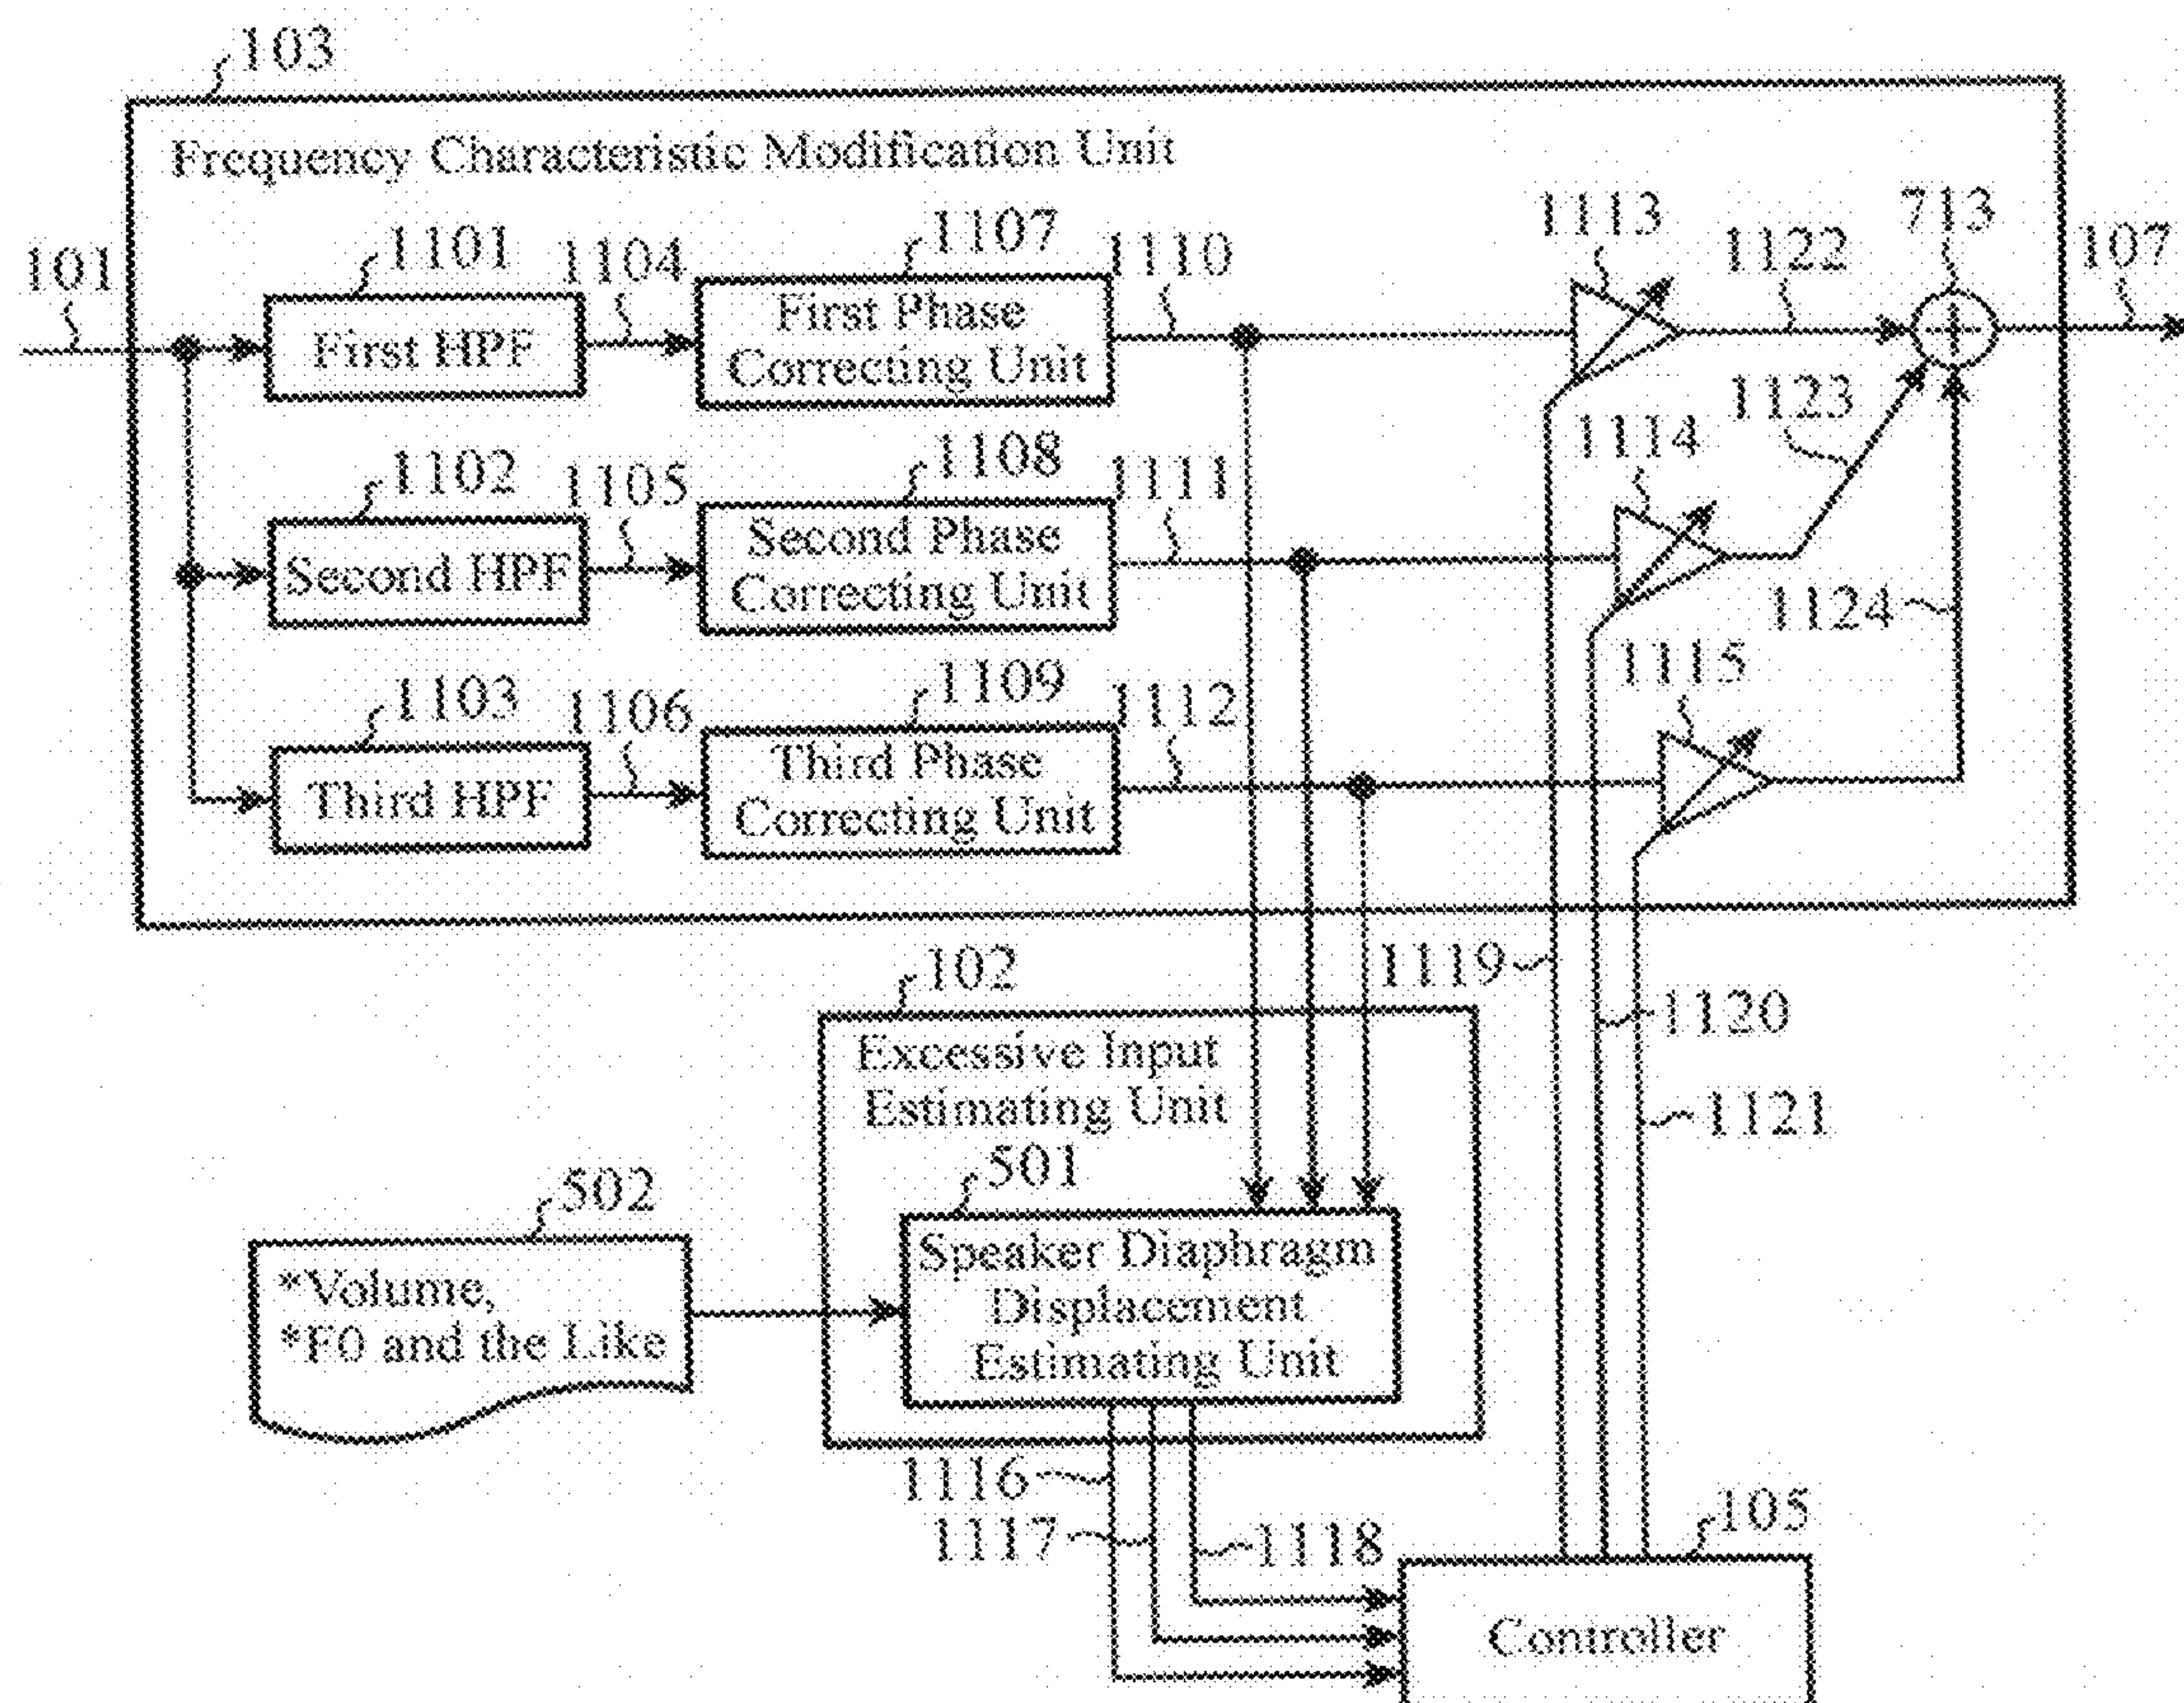 103
Frequency Characteristic Modification Unit
101
1101
1104
1107
1110
1113
1122
713
107
First HPF
First Phase
Correcting Unit
1123
1102
1105
1108
1111
1114
Second HPF
Second Phase
Correcting Unit
1124
1103
1106
1109
1112
1115
Third HPF
Third Phase
Correcting Unit
102
1119
1120
1121
Excessive Input
Estimating Unit
501
502
*Volume,
*F0 and the Like
Speaker Diaphragm
Displacement
Estimating Unit
1116
1117
1118
105
Controller